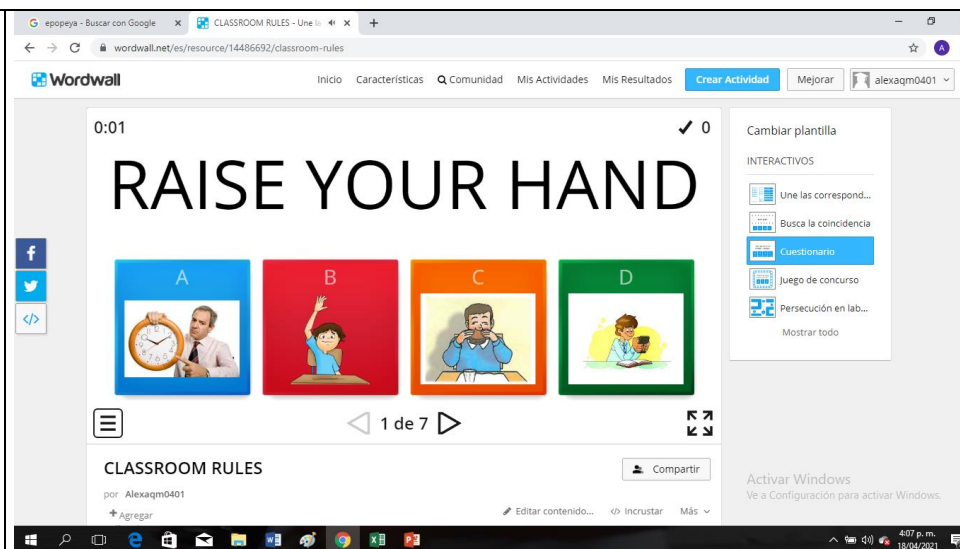 epopeya - Buscar con Google
CLASSROOM RULES - Une la
wordwall.net/es/resource/14486692/classroom-rules
A
Wordwall
Inicio Características Comunidad Mis Actividades Mis Resultados Crear Actividad Mejorar alexaqm0401
0:01
0
RAISE YOUR HAND
A B C D
1 de 7
Cambiar plantilla
INTERACTIVOS
Une las correspond...
Busca la coincidencia
Cuestionario
Juego de concurso
Persecución en lab...
Mostrar todo
f
</>
CLASSROOM RULES
Compartir
por Alexaqm0401
Agregar
Editar contenido... </> Incrustar Más
Activar Windows
Ve a Configuración para activar Windows.
4:07 p. m.
18/04/2021